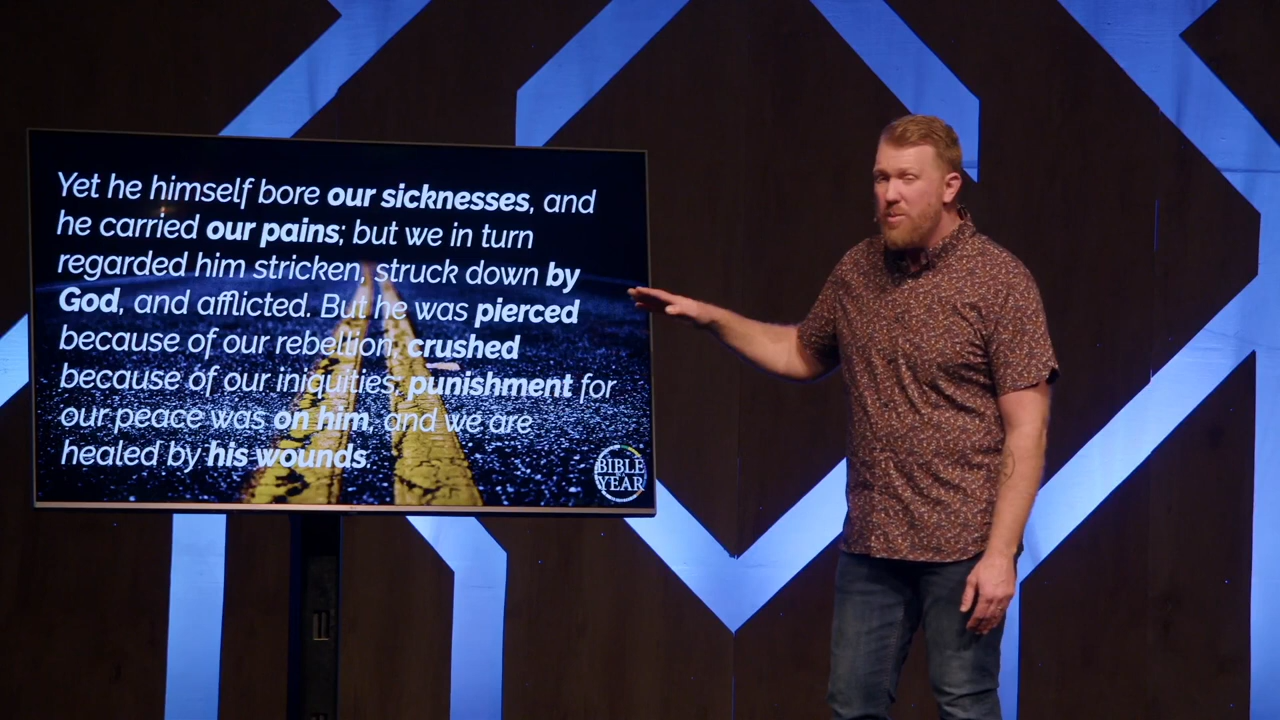 Yet he himself bore our sicknesses, and
he carried our pains; but we in turn
regarded him stricken, struck down by
God, and afflicted. But he was pierced
because of our rebellion, crushed
because of our iniquities; punishment for
our peace was on him, and we are
healed by his wounds.
BIBLE
YEAR